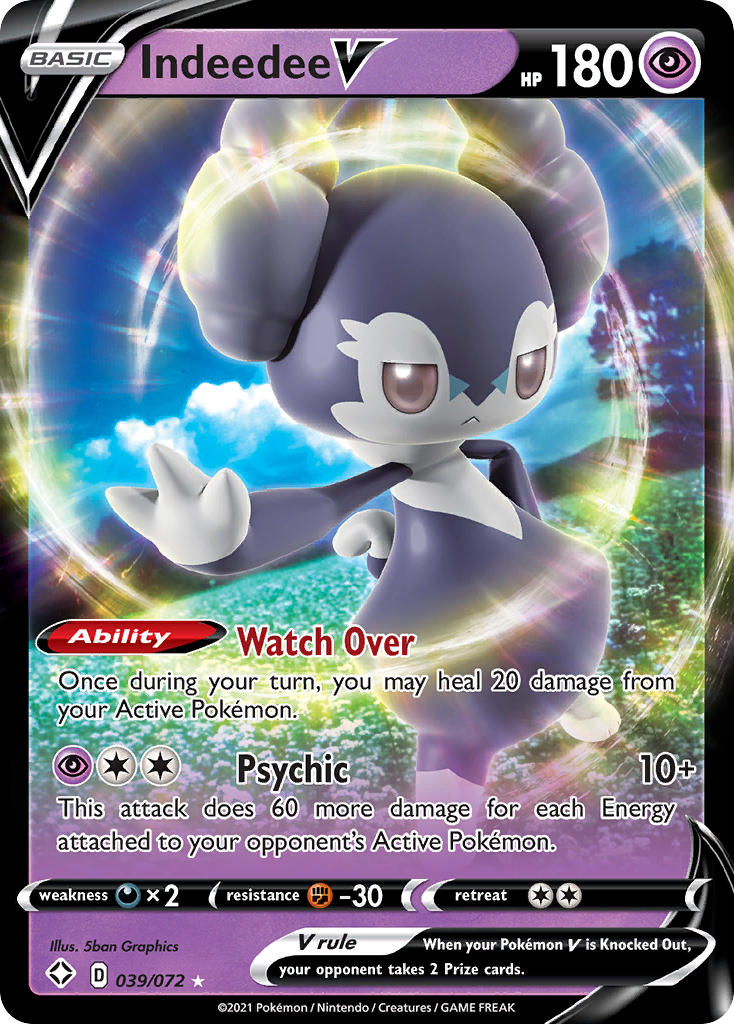 BASIC Indeedee V HP 180
Ability Watch Over
Once during your turn, you may heal 20 damage from
your Active Pokémon.
Psychic 10+
This attack does 60 more damage for each Energy
attached to your opponent's Active Pokémon.
weakness ×2 resistance -30 retreat
Illus. 5ban Graphics
V rule When your Pokémon V is Knocked Out,
your opponent takes 2 Prize cards.
D 039/072
©2021 Pokémon / Nintendo / Creatures / GAME FREAK